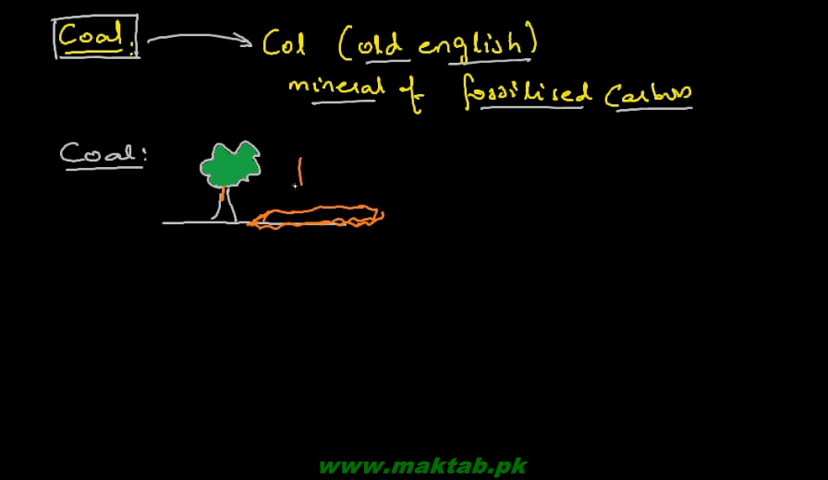 Coal. Col (old english)
mineral of fossilised Carbon
Coal:
www.maktab.pk